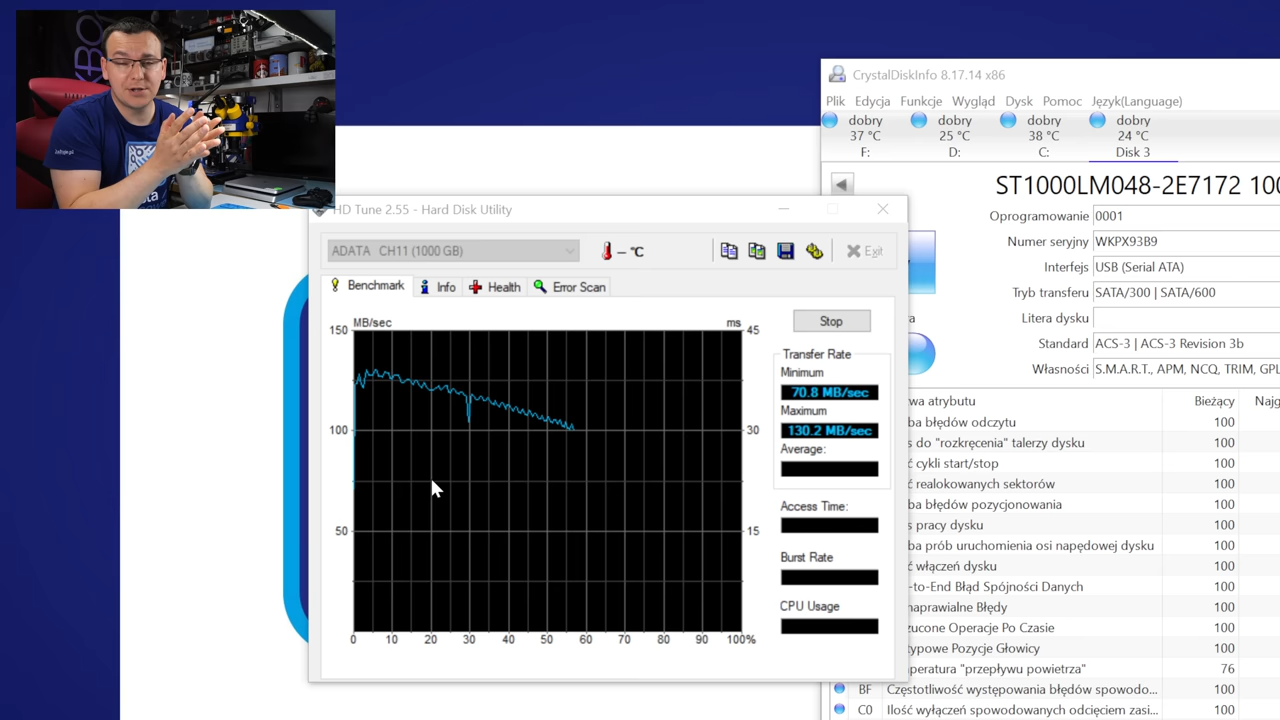 CrystalDiskInfo 8.17.14 x86
Plik Edycja Funkcje Wygląd Dysk Pomoc Język(Language)
dobry dobry dobry dobry
37 °C 25 °C 38 °C 24 °C
F: D: C: Disk 3
ST1000LM048-2E7172 100
Oprogramowanie 0001
Numer seryjny WKPX93B9
Interfejs USB (Serial ATA)
Tryb transferu SATA/300 | SATA/600
Litera dysku
Standard ACS-3 | ACS-3 Revision 3b
Własności S.M.A.R.T., APM, NCQ, TRIM, GPL
wa atrybutu Bieżący Najg
ba błędów odczytu 100
s do "rozkręcenia" talerzy dysku 100
ć cykli start/stop 100
ć realokowanych sektorów 100
ba błędów pozycjonowania 100
s pracy dysku 100
ba prób uruchomienia osi napędowej dysku 100
ć włączeń dysku 100
-to-End Błąd Spójności Danych 100
naprawialne Błędy 100
zucone Operacje Po Czasie 100
typowe Pozycje Głowicy 100
peratura "przepływu powietrza" 76
BF Częstotliwość występowania błędów spowodo... 100
C0 Ilość wyłączeń spowodowanych odcięciem zasi... 100
HD Tune 2.55 - Hard Disk Utility
ADATA CH11 (1000 GB)
– °C
Exit
Benchmark Info Health Error Scan
MB/sec ms
150 45
100 30
50 15
0 10 20 30 40 50 60 70 80 90 100%
Stop
Transfer Rate
Minimum
70.8 MB/sec
Maximum
130.2 MB/sec
Average:
Access Time:
Burst Rate
CPU Usage